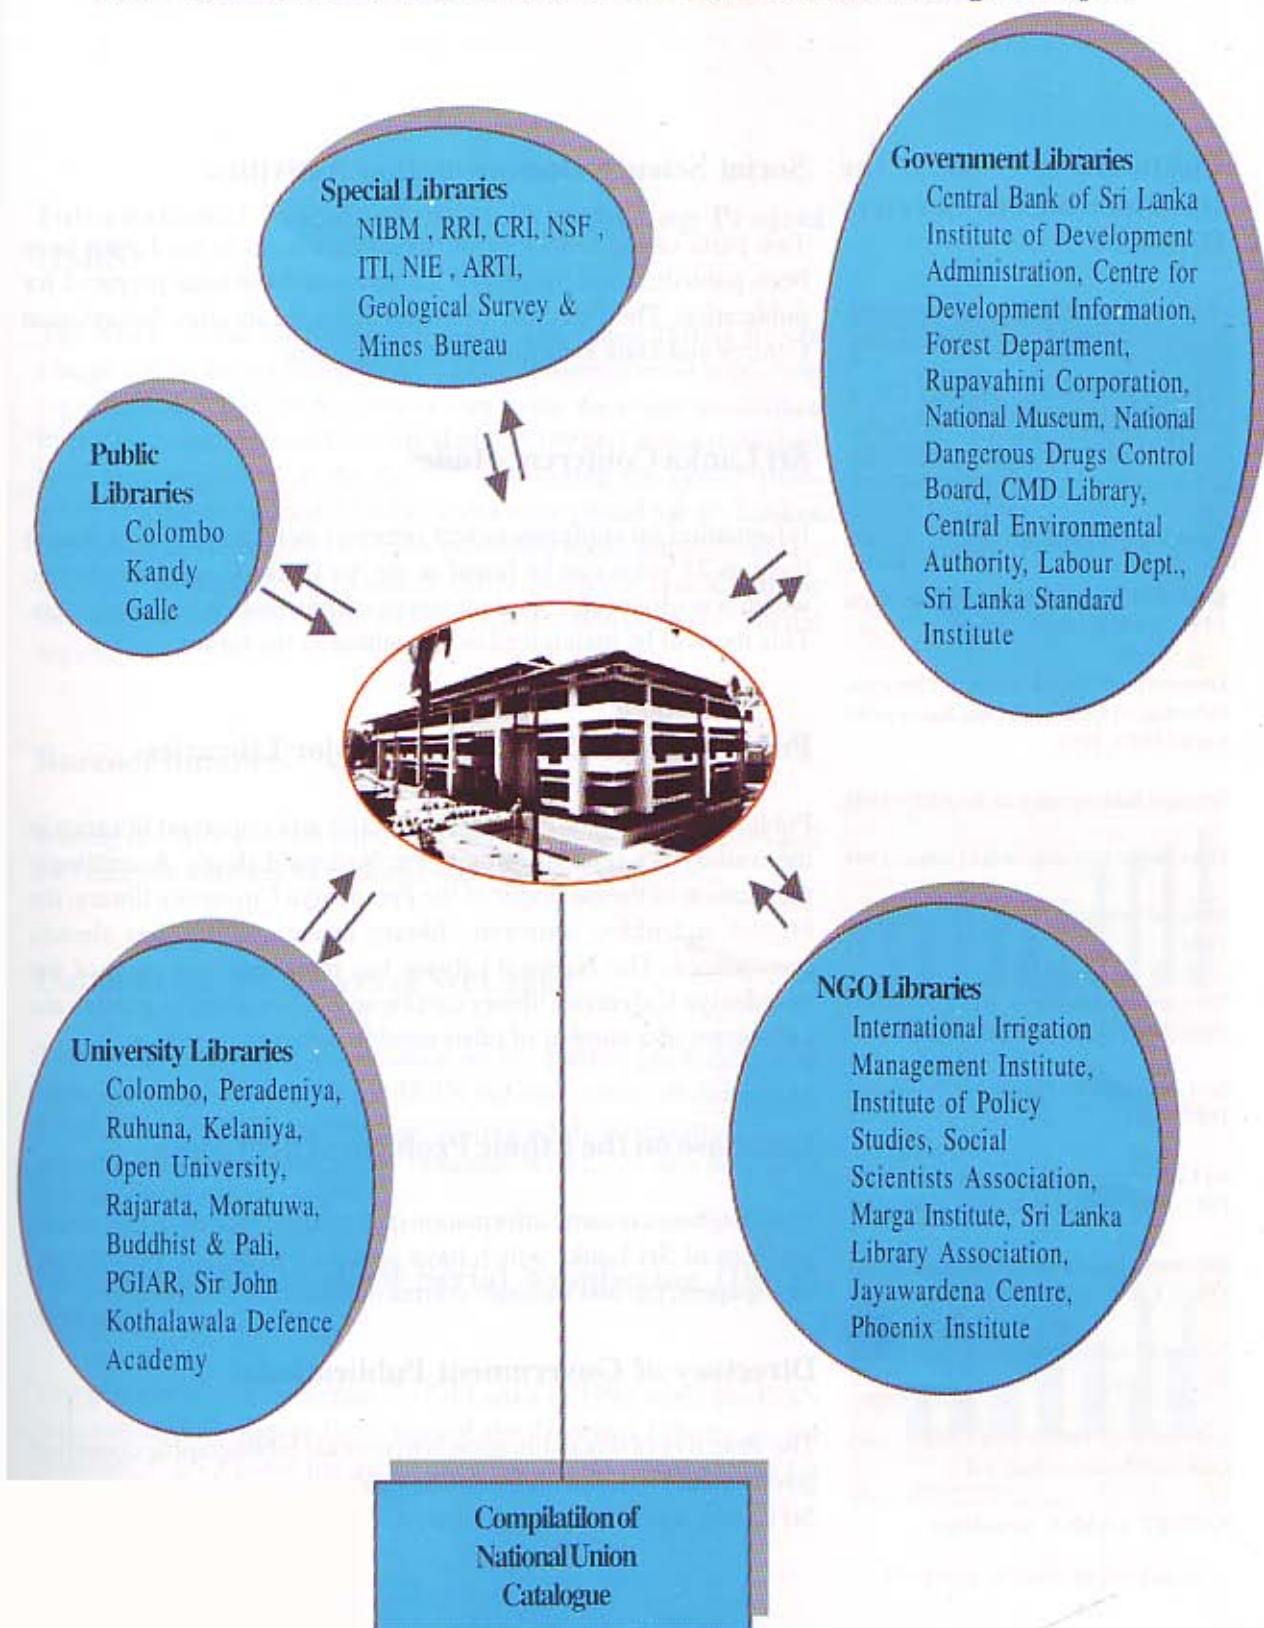 Special Libraries
NIBM , RRI, CRI, NSF ,
ITI, NIE , ARTI,
Geological Survey &
Mines Bureau
Government Libraries
Central Bank of Sri Lanka
Institute of Development
Administration, Centre for
Development Information,
Forest Department,
Rupavahini Corporation,
National Museum, National
Dangerous Drugs Control
Board, CMD Library,
Central Environmental
Authority, Labour Dept.,
Sri Lanka Standard
Institute
Public
Libraries
Colombo
Kandy
Galle
University Libraries
Colombo, Peradeniya,
Ruhuna, Kelaniya,
Open University,
Rajarata, Moratuwa,
Buddhist & Pali,
PGIAR, Sir John
Kothalawala Defence
Academy
NGO Libraries
International Irrigation
Management Institute,
Institute of Policy
Studies, Social
Scientists Association,
Marga Institute, Sri Lanka
Library Association,
Jayawardena Centre,
Phoenix Institute
Compilatilon of
National Union
Catalogue